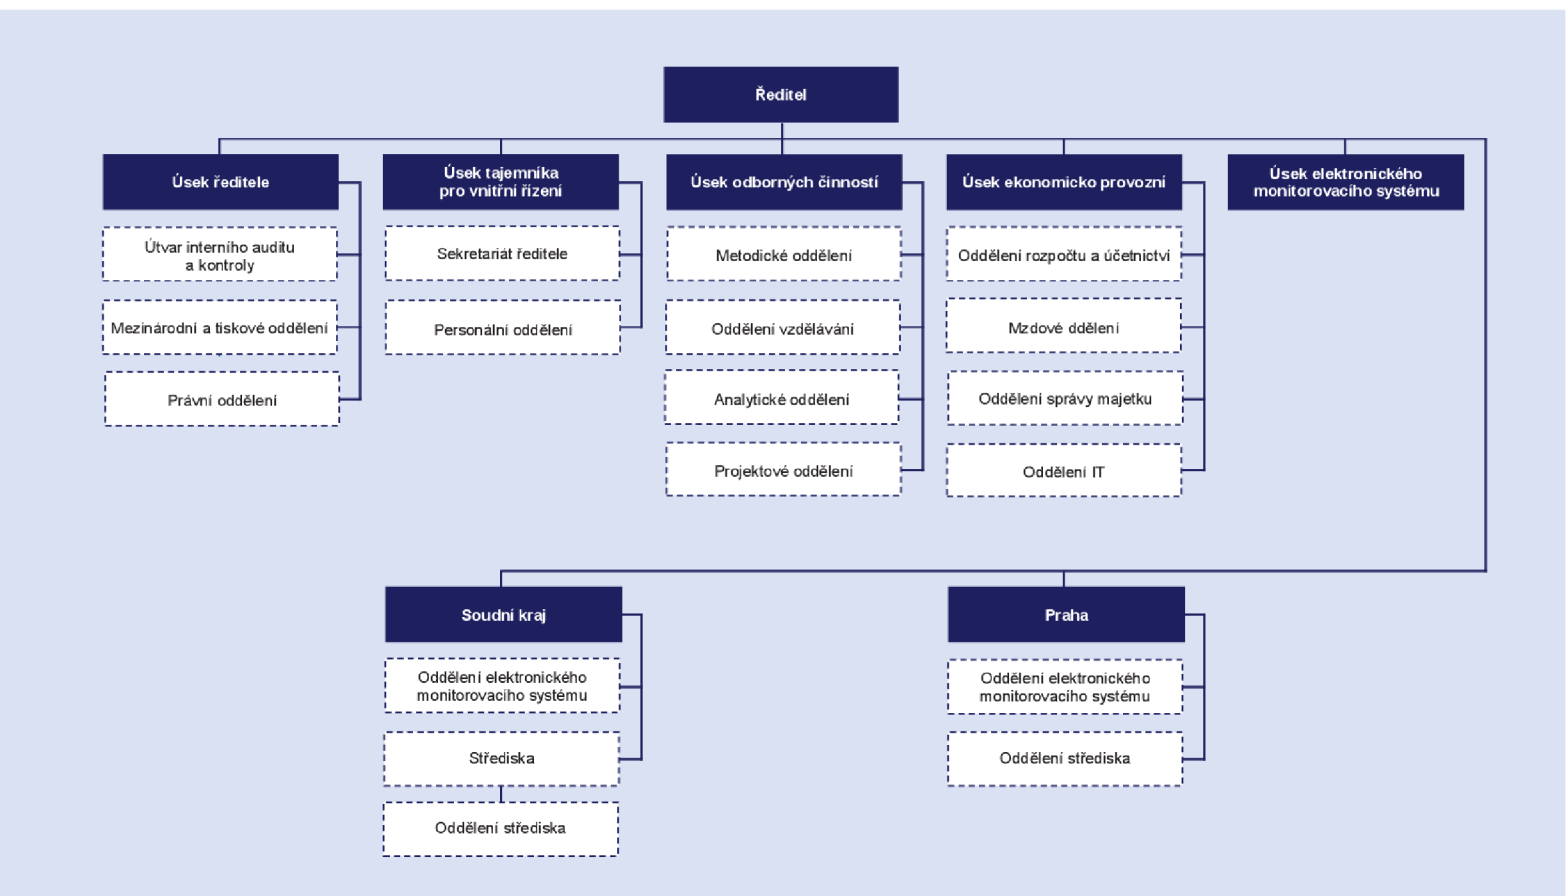 Ředitel
Úsek ředitele
Úsek tajemníka
pro vnitřní řízení
Úsek odborných činností
Úsek ekonomicko provozní
Úsek elektronického
monitorovacího systému
Útvar interního auditu
a kontroly
Mezinárodní a tiskové oddělení
Právní oddělení
Sekretariát ředitele
Personální oddělení
Metodické oddělení
Oddělení vzdělávání
Analytické oddělení
Projektové oddělení
Oddělení rozpočtu a účetnictví
Mzdové ddělení
Oddělení správy majetku
Oddělení IT
Soudní kraj
Oddělení elektronického
monitorovacího systému
Střediska
Oddělení střediska
Praha
Oddělení elektronického
monitorovacího systému
Oddělení střediska